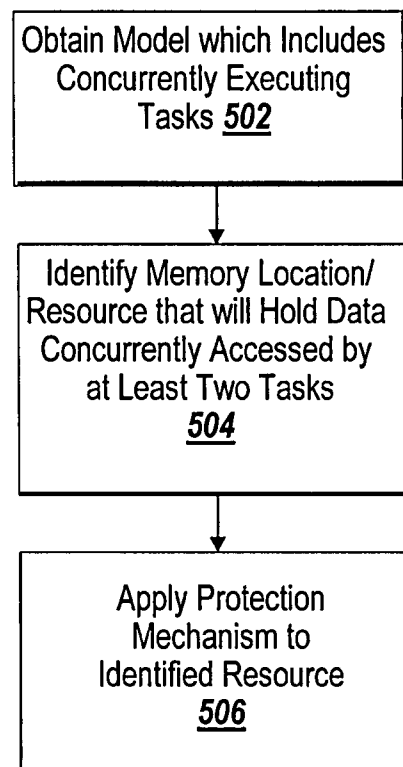 Obtain Model which Includes
Concurrently Executing
Tasks 502
Identify Memory Location/
Resource that will Hold Data
Concurrently Accessed by
at Least Two Tasks
504
Apply Protection
Mechanism to
Identified Resource
506